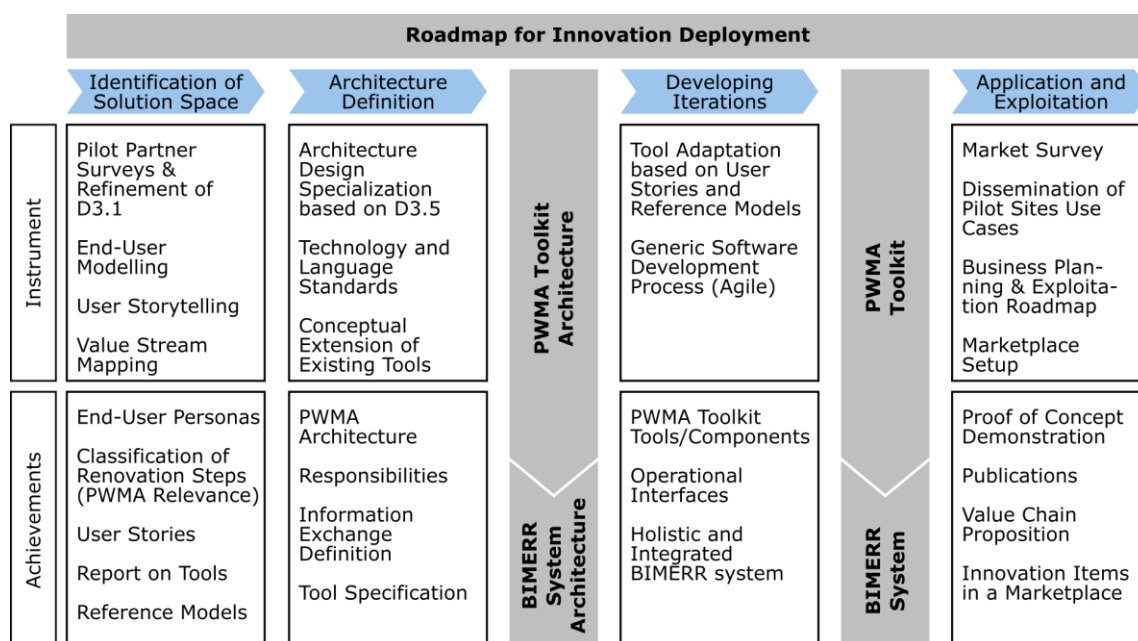 Roadmap for Innovation Deployment
Identification of
Solution Space
Architecture
Definition
Developing
Iterations
Application and
Exploitation
Instrument
Pilot Partner
Surveys &
Refinement of
D3.1
End-User
Modelling
User Storytelling
Value Stream
Mapping
Architecture
Design
Specialization
based on D3.5
Technology and
Language
Standards
Conceptual
Extension of
Existing Tools
PWMA Toolkit
Architecture
Tool Adaptation
based on User
Stories and
Reference Models
Generic Software
Development
Process (Agile)
PWMA
Toolkit
Market Survey
Dissemination of
Pilot Sites Use
Cases
Business Plan-
ning & Exploita-
tion Roadmap
Marketplace
Setup
Achievements
End-User Personas
Classification of
Renovation Steps
(PWMA Relevance)
User Stories
Report on Tools
Reference Models
PWMA
Architecture
Responsibilities
Information
Exchange
Definition
Tool Specification
BIMERR
System
Architecture
PWMA Toolkit
Tools/Components
Operational
Interfaces
Holistic and
Integrated
BIMERR system
BIMERR
System
Proof of Concept
Demonstration
Publications
Value Chain
Proposition
Innovation Items
in a Marketplace